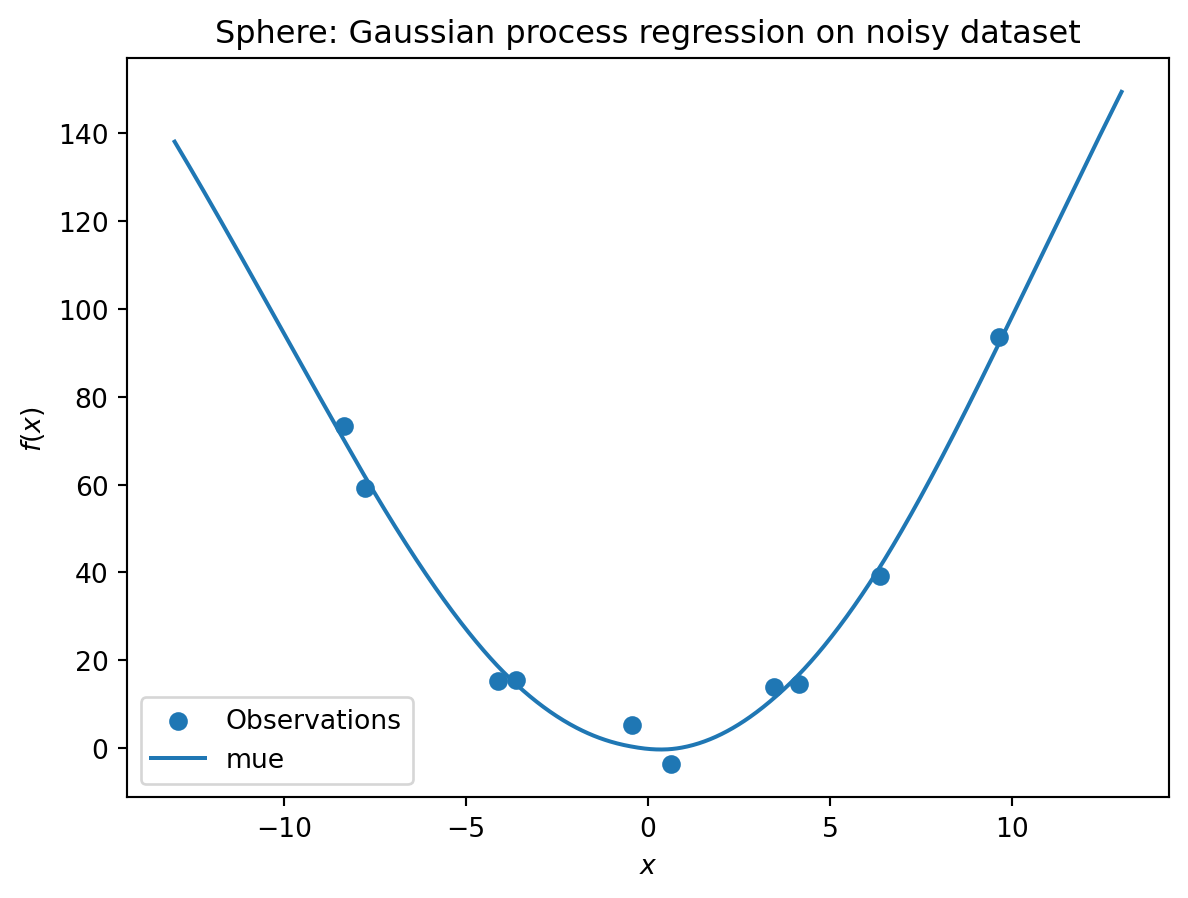 Sphere: Gaussian process regression on noisy dataset
f(x)
140
120
100
80
60
40
20
0
Observations
mue
−10
−5
0
5
10
x